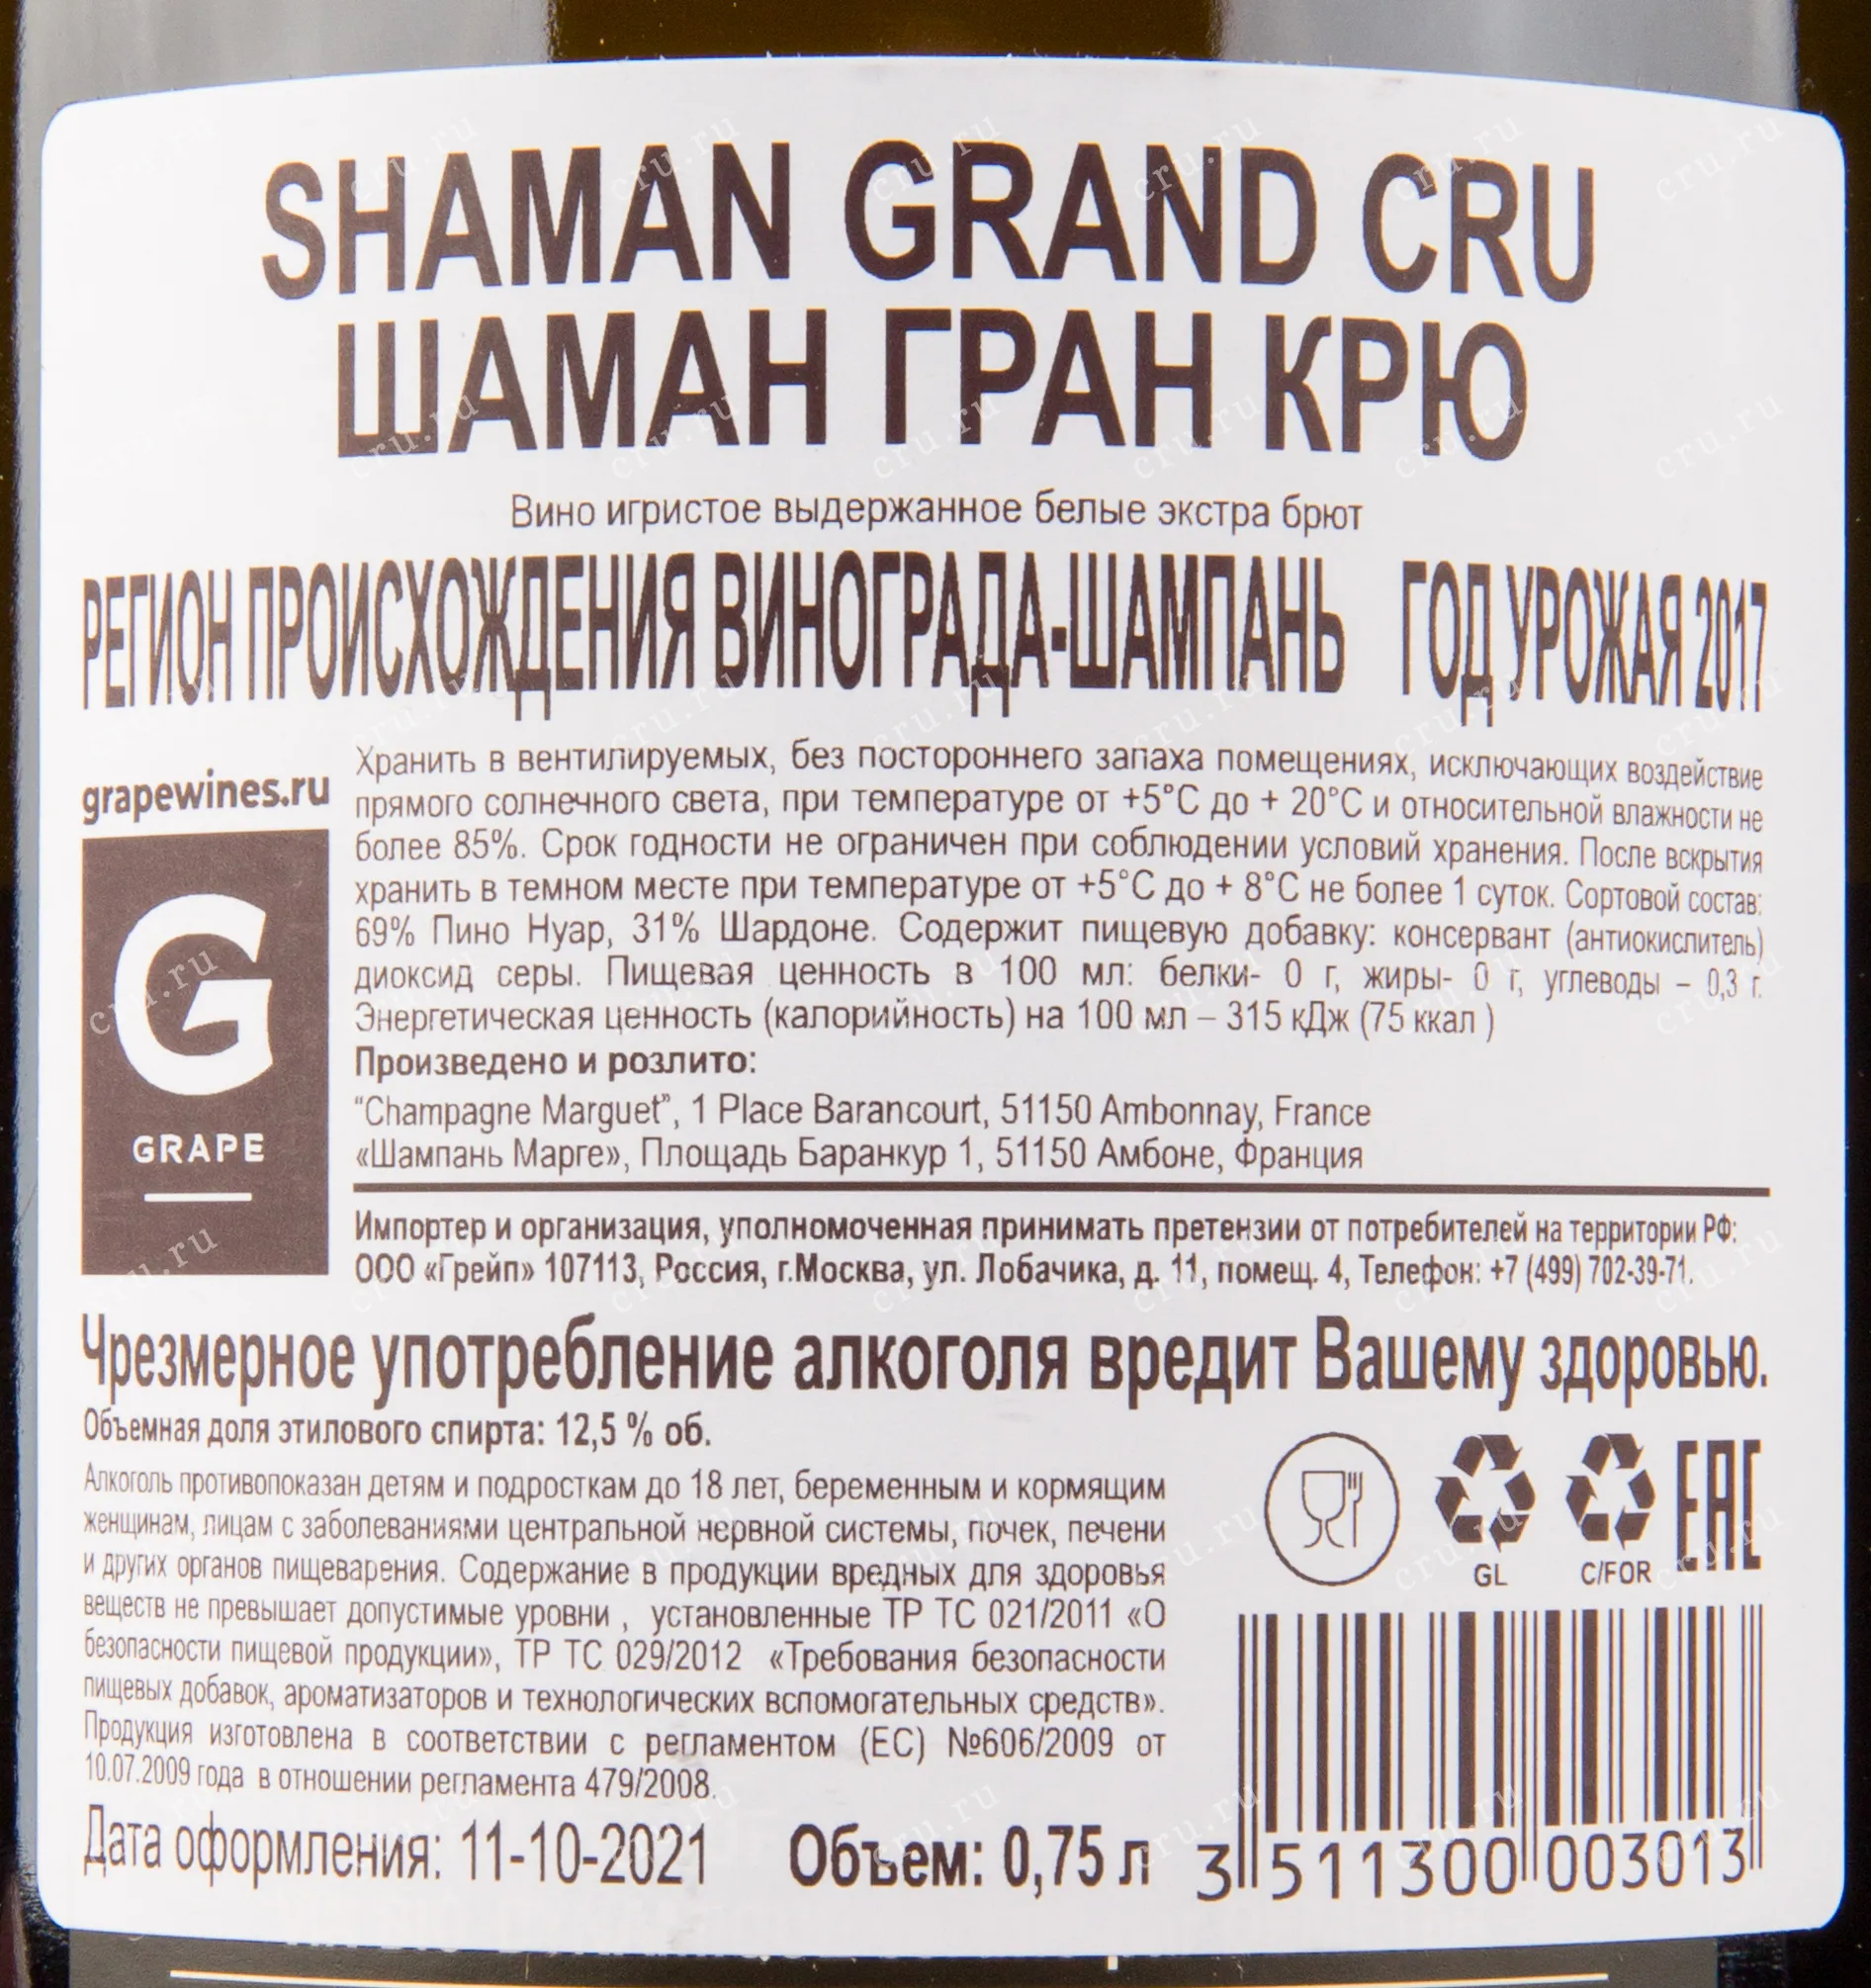 SHAMAN GRAND CRU
ШАМАН ГРАН КРЮ
Вино игристое выдержанное белые экстра брют
РЕГИОН ПРОИСХОЖДЕНИЯ ВИНОГРАДА-ШАМПАНЬ ГОД УРОЖАЯ 2017
grapewines.ru
G
GRAPE
Хранить в вентилируемых, без постороннего запаха помещениях, исключающих воздействие
прямого солнечного света, при температуре от +5°С до + 20°С и относительной влажности не
более 85%. Срок годности не ограничен при соблюдении условий хранения. После вскрытия
хранить в темном месте при температуре от +5°С до + 8°С не более 1 суток. Сортовой состав:
69% Пино Нуар, 31% Шардоне. Содержит пищевую добавку: консервант (антиокислитель)
диоксид серы. Пищевая ценность в 100 мл: белки- 0 г, жиры- 0 г, углеводы – 0,3 г.
Энергетическая ценность (калорийность) на 100 мл – 315 кДж (75 ккал )
Произведено и розлито:
“Champagne Marguet”, 1 Place Barancourt, 51150 Ambonnay, France
«Шампань Марге», Площадь Баранкур 1, 51150 Амбоне, Франция
Импортер и организация, уполномоченная принимать претензии от потребителей на территории РФ:
ООО «Грейп» 107113, Россия, г.Москва, ул. Лобачика, д. 11, помещ. 4, Телефон: +7 (499) 702-39-71.
Чрезмерное употребление алкоголя вредит Вашему здоровью.
Объемная доля этилового спирта: 12,5 % об.
Алкоголь противопоказан детям и подросткам до 18 лет, беременным и кормящим
женщинам, лицам с заболеваниями центральной нервной системы, почек, печени
и других органов пищеварения. Содержание в продукции вредных для здоровья
веществ не превышает допустимые уровни , установленные ТР ТС 021/2011 «О
безопасности пищевой продукции», ТР ТС 029/2012 «Требования безопасности
пищевых добавок, ароматизаторов и технологических вспомогательных средств».
Продукция изготовлена в соответствии с регламентом (ЕС) №606/2009 от
10.07.2009 года в отношении регламента 479/2008.
GL
C/FOR
EAC
Дата оформления: 11-10-2021 Объем: 0,75 л
3 511300 003013
cru.ru